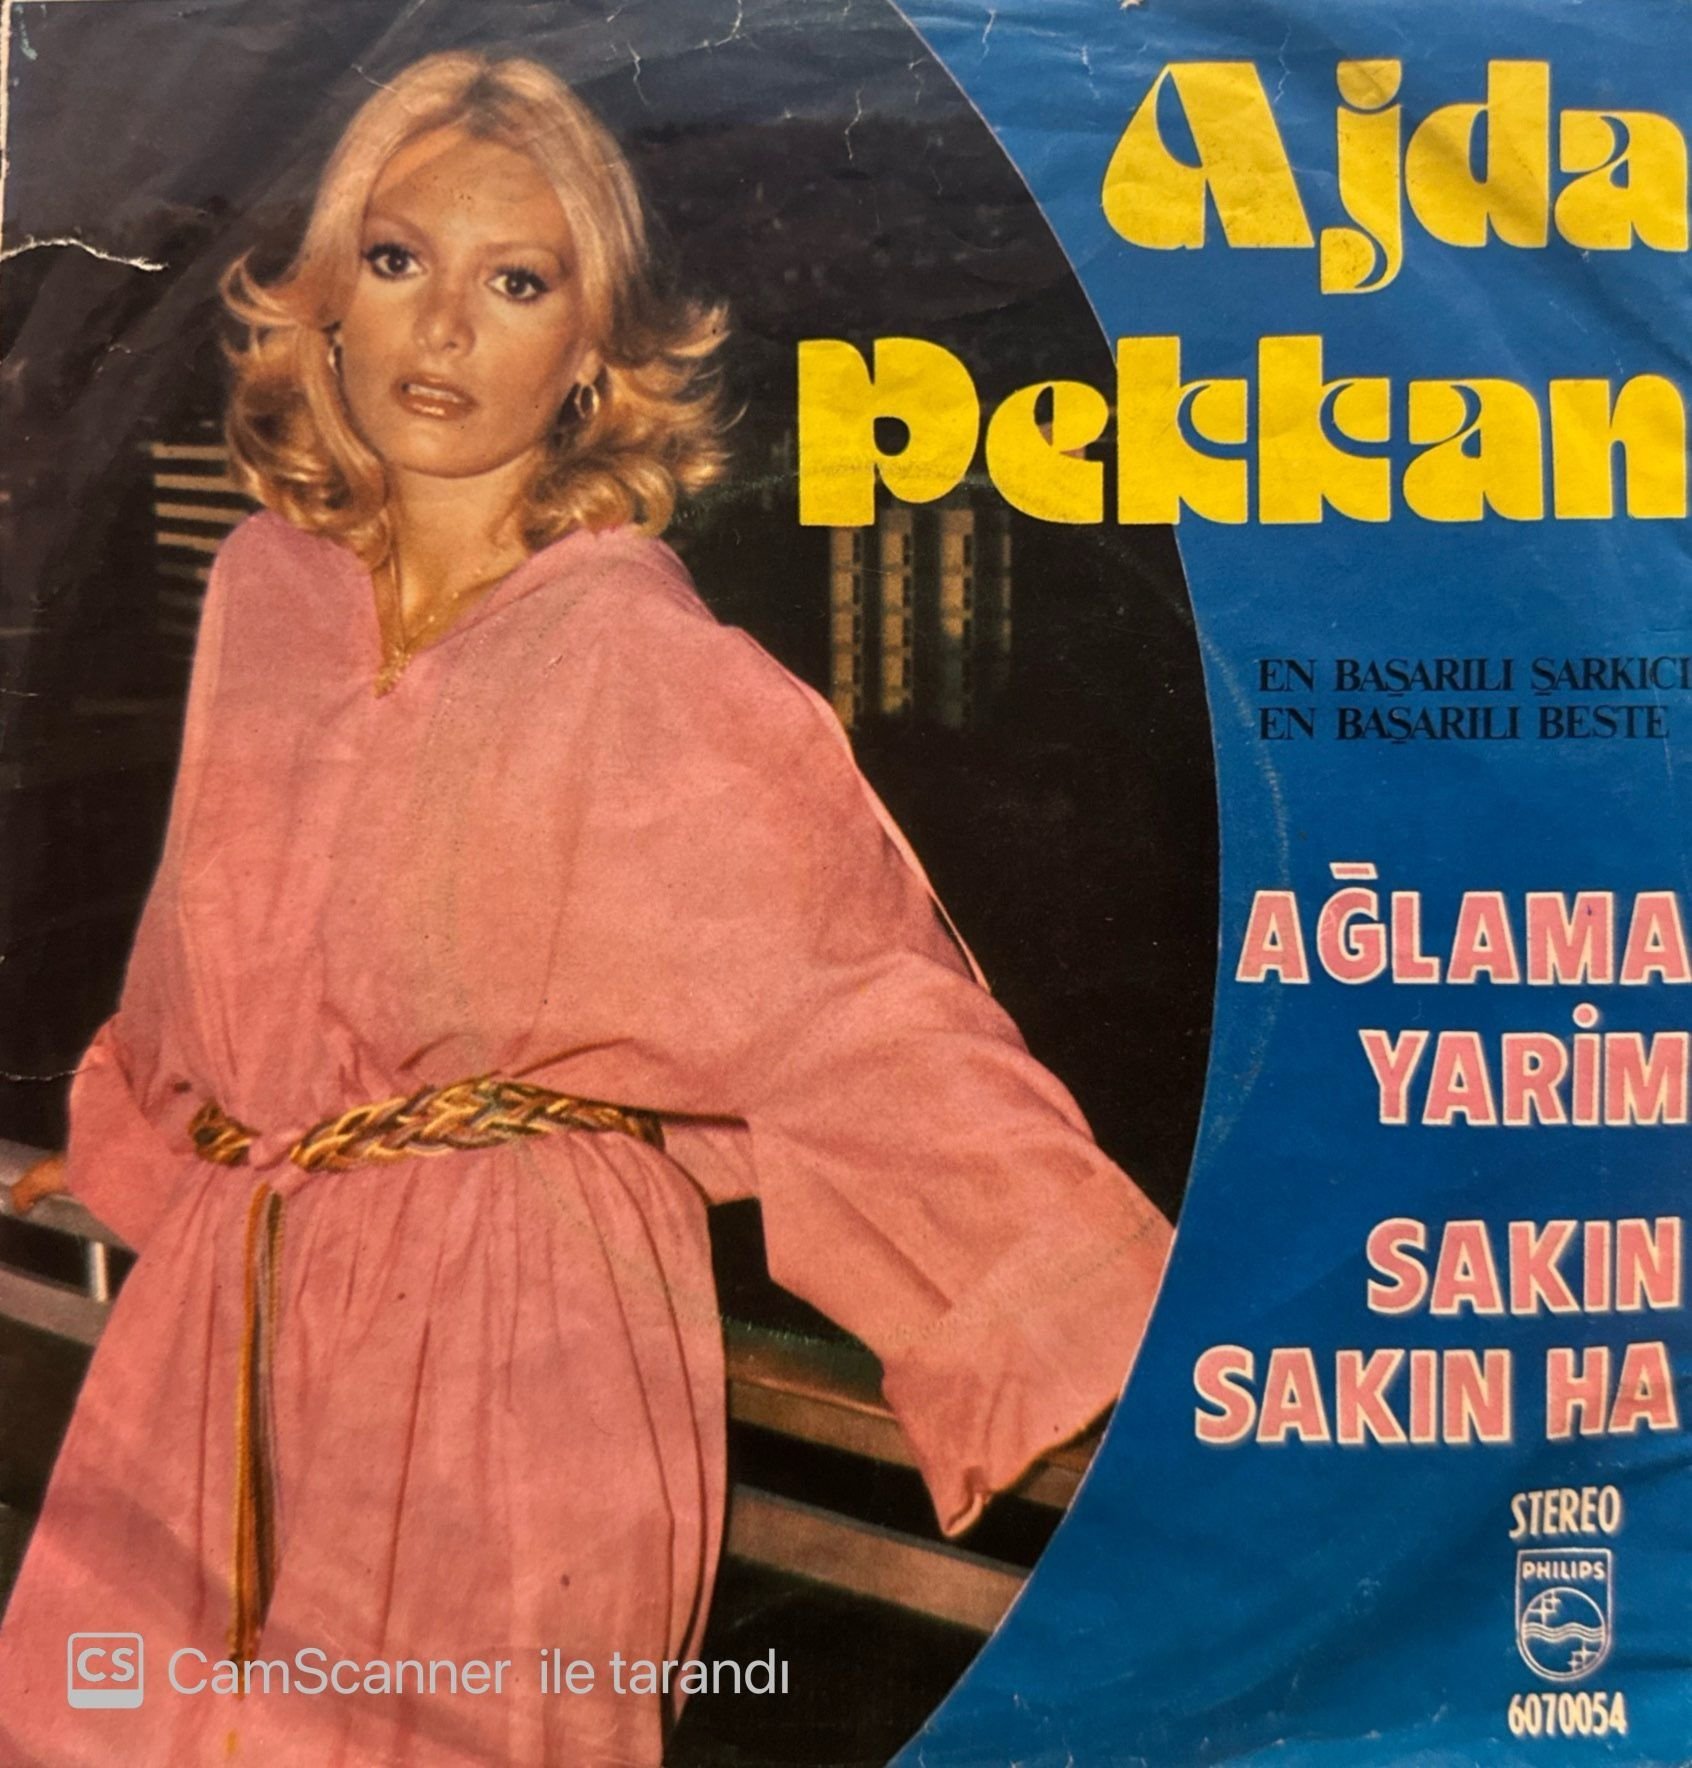 Ajda
Pekkan
EN BAŞARILI ŞARKICI
EN BAŞARILI BESTE
AĞLAMA
YARİM
SAKIN
SAKIN HA
STEREO
PHILIPS
6070054
CS CamScanner ile tarandı